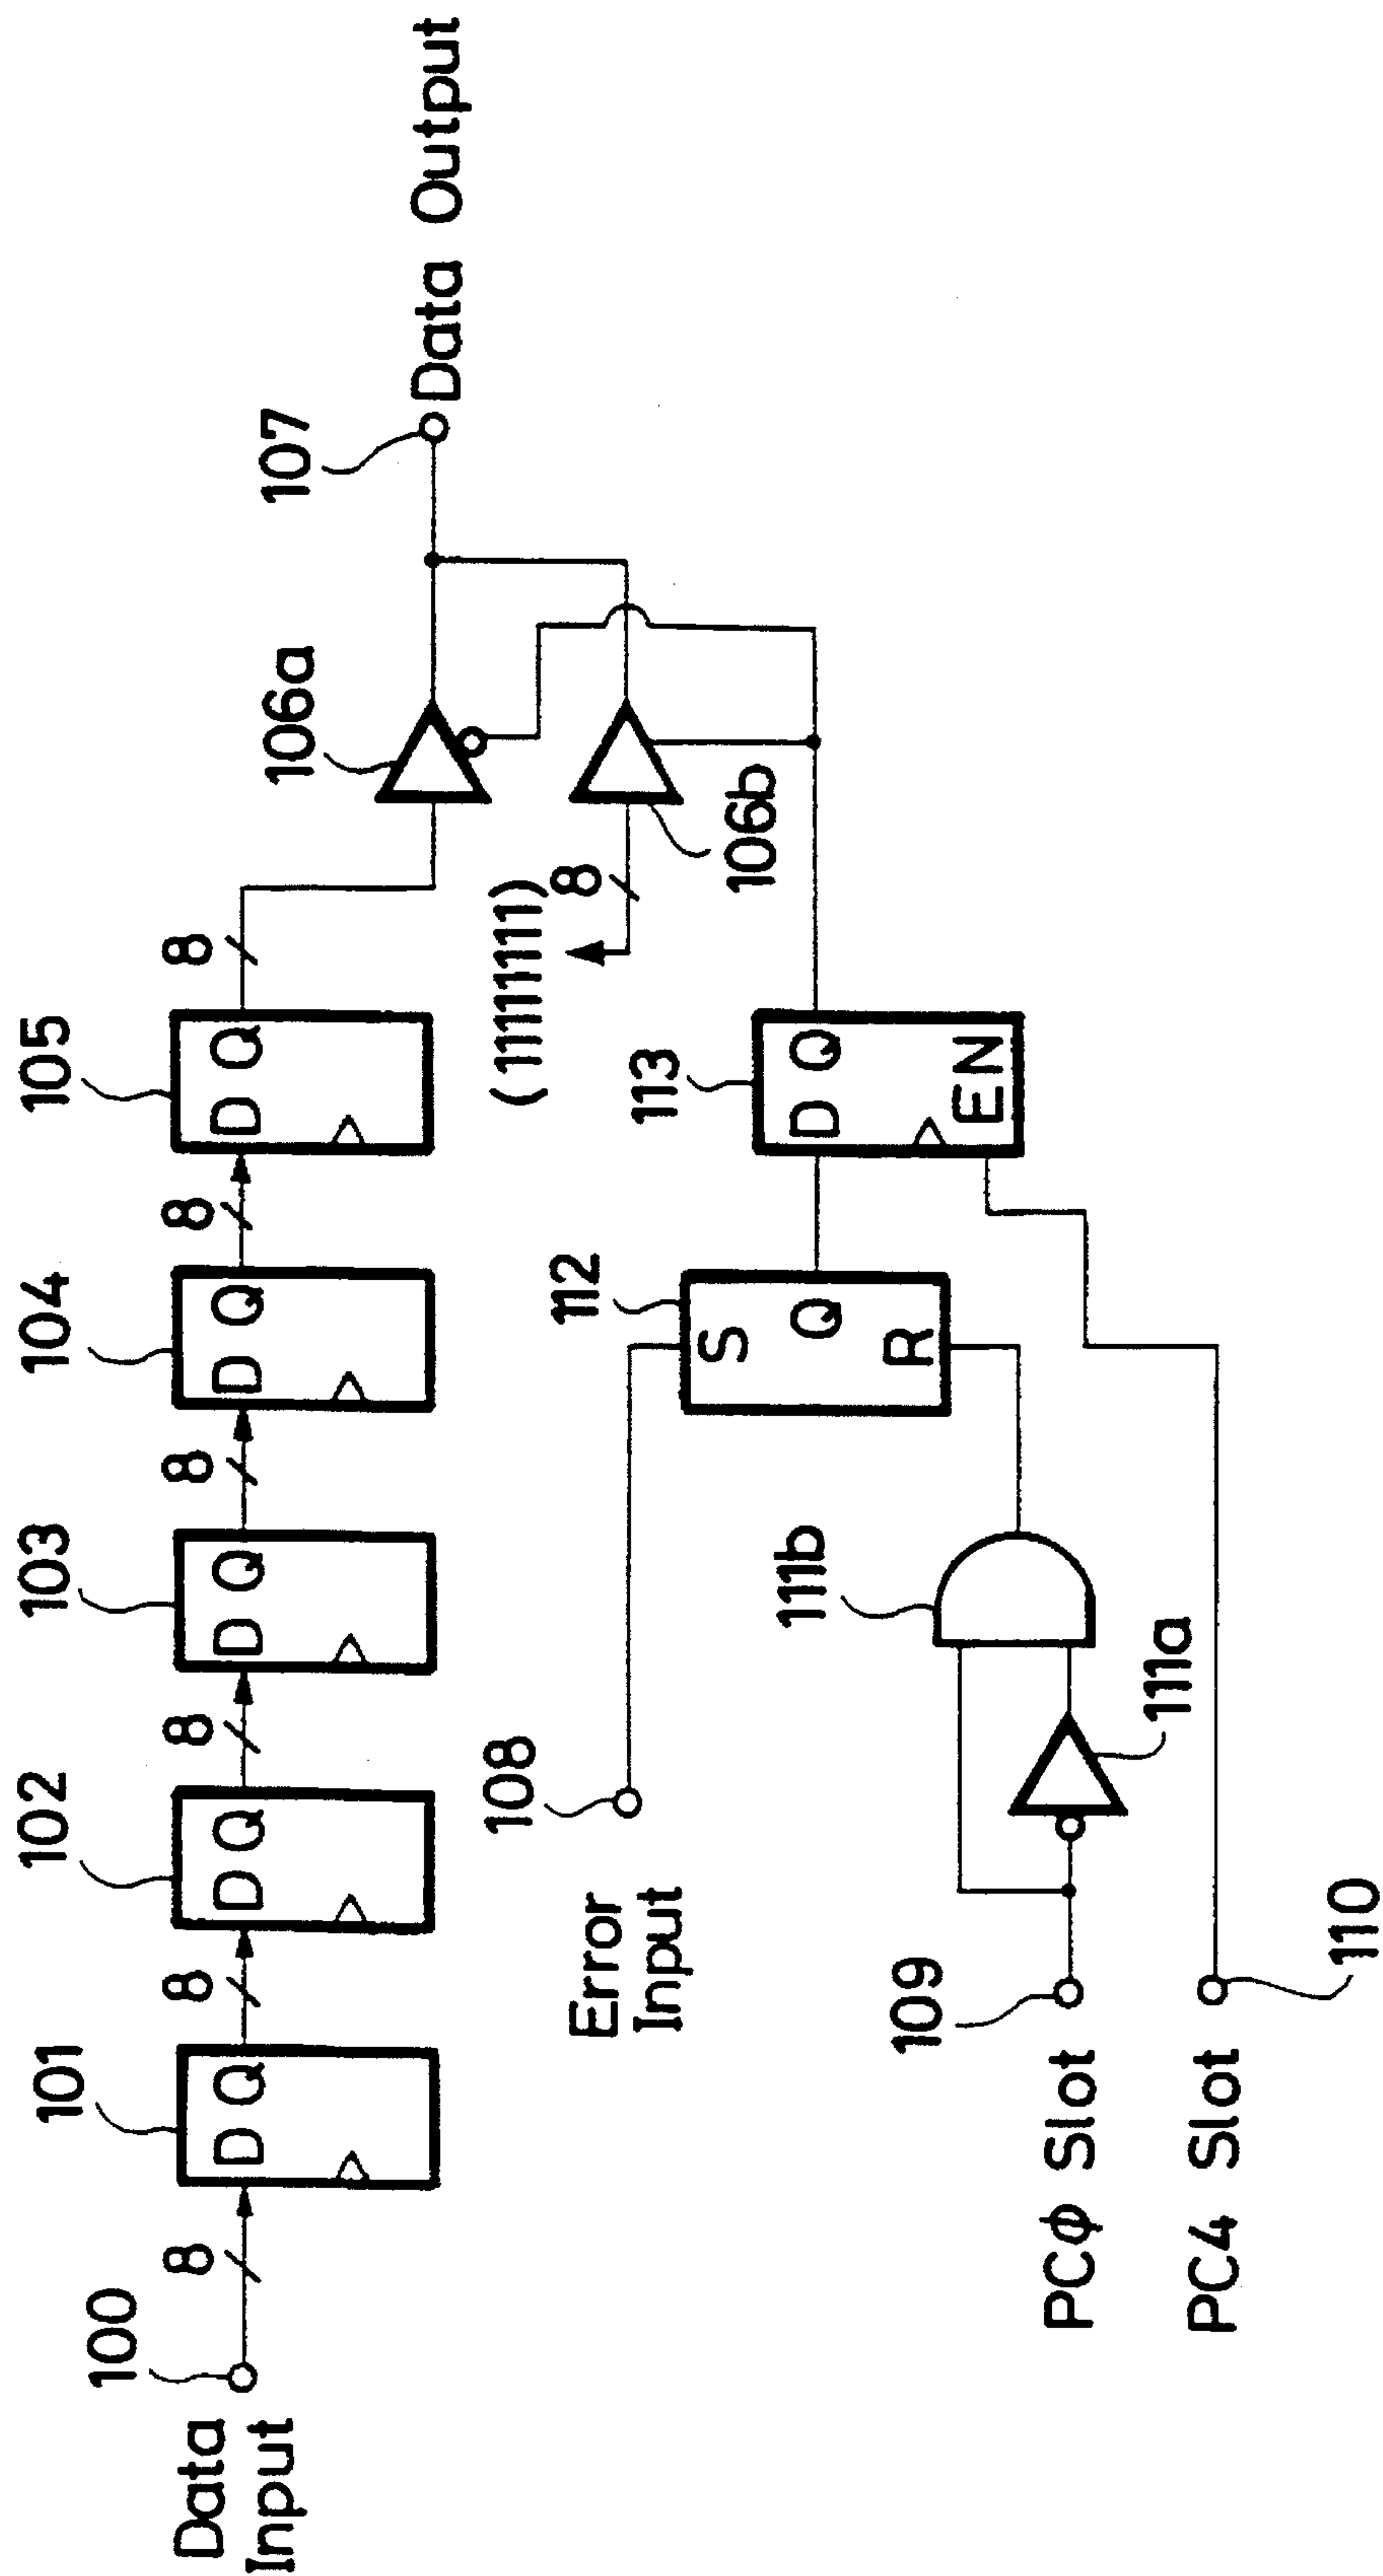 100
101
102
103
104
105
Data
Input
8
D Q
8
D Q
8
D Q
8
D Q
8
D Q
8
106a
107
Data Output
(11111111)
8
106b
Error
Input
108
112
S
Q
R
113
D Q
EN
109
111b
111a
PCφ Slot
PC4 Slot
110